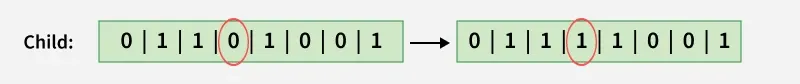 Child: 0 | 1 | 1 | 0 | 1 | 0 | 0 | 1 0 | 1 | 1 | 1 | 1 | 0 | 0 | 1